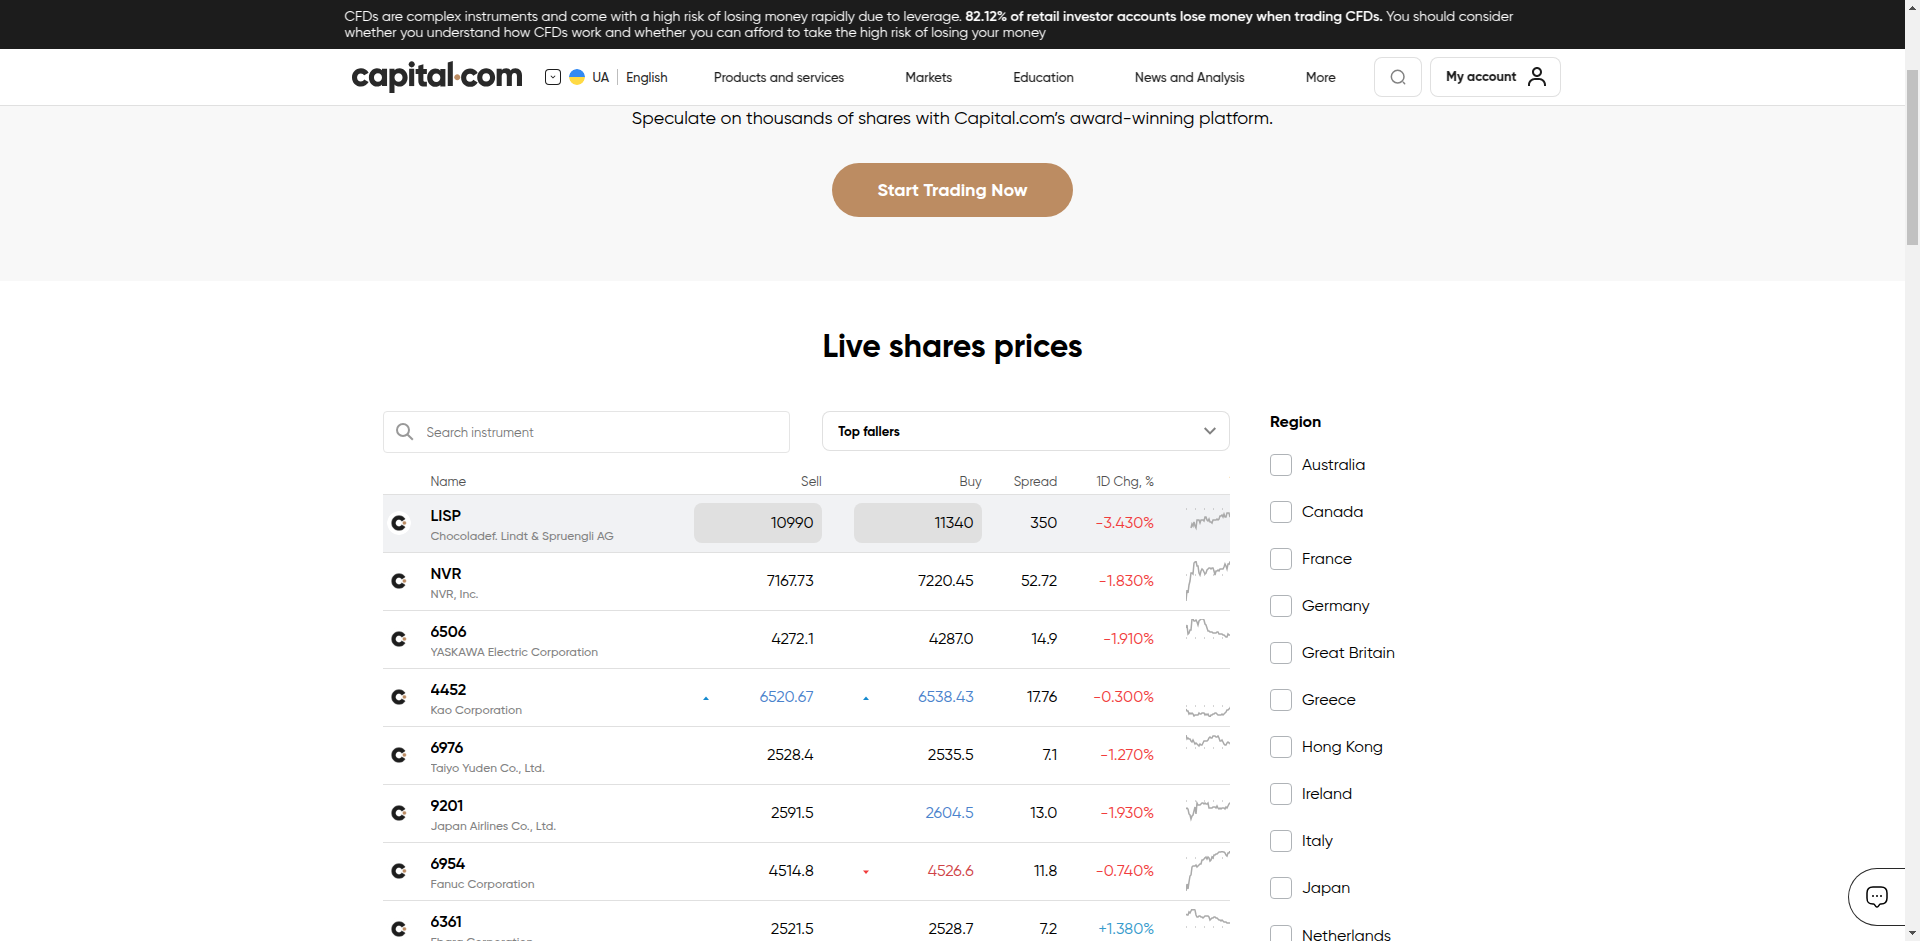 CFDs are complex instruments and come with a high risk of losing money rapidly due to leverage. 82.12% of retail investor accounts lose money when trading CFDs. You should consider
whether you understand how CFDs work and whether you can afford to take the high risk of losing your money
capital.com UA English Products and services Markets Education News and Analysis More My account
Speculate on thousands of shares with Capital.com’s award-winning platform.
Start Trading Now
Live shares prices
Search instrument
Top fallers
Name Sell Buy Spread 1D Chg, %
LISP 10990 11340 350 -3.430%
Chocoladef. Lindt & Spruengli AG
NVR 7167.73 7220.45 52.72 -1.830%
NVR, Inc.
6506 4272.1 4287.0 14.9 -1.910%
YASKAWA Electric Corporation
4452 6520.67 6538.43 17.76 -0.300%
Kao Corporation
6976 2528.4 2535.5 7.1 -1.270%
Taiyo Yuden Co., Ltd.
9201 2591.5 2604.5 13.0 -1.930%
Japan Airlines Co., Ltd.
6954 4514.8 4526.6 11.8 -0.740%
Fanuc Corporation
6361 2521.5 2528.7 7.2 +1.380%
Region
Australia
Canada
France
Germany
Great Britain
Greece
Hong Kong
Ireland
Italy
Japan
Netherlands